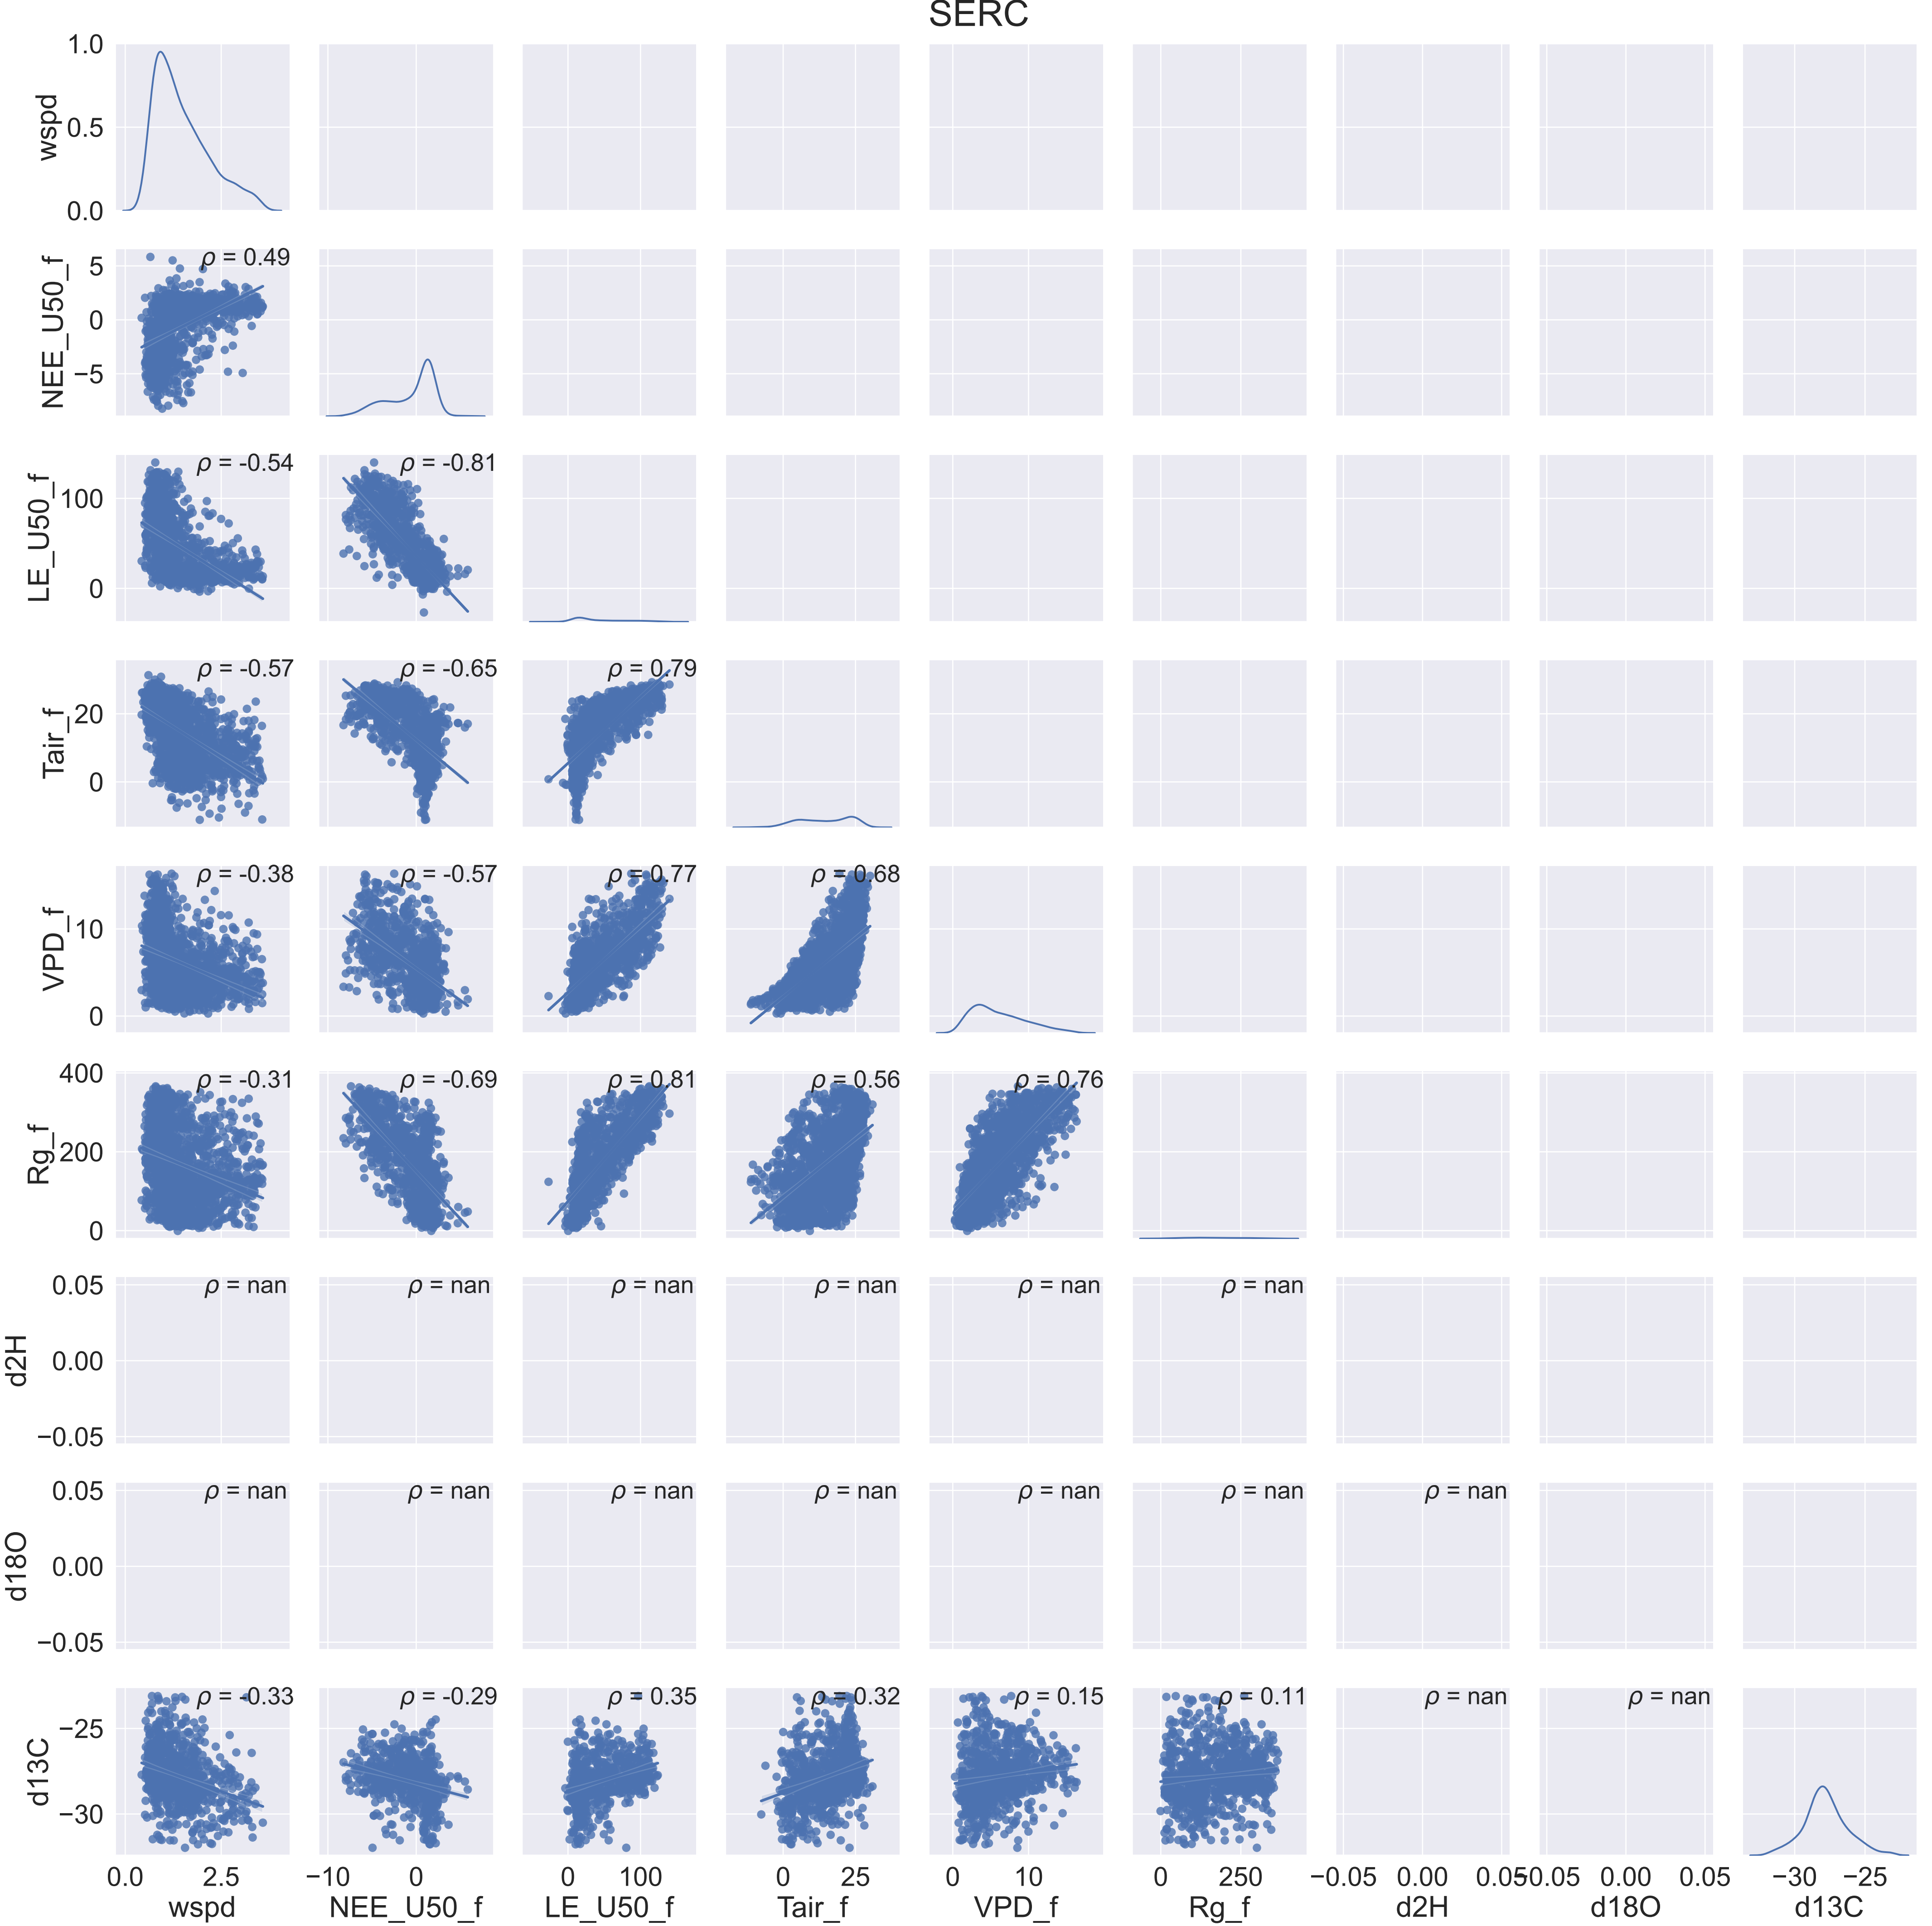 SERC
1.0
0.5
0.0
wspd
ρ = 0.49
5
0
−5
NEE_U50_f
ρ = -0.54 ρ = -0.81
100
0
LE_U50_f
ρ = -0.57 ρ = -0.65 ρ = 0.79
20
0
Tair_f
ρ = -0.38 ρ = -0.57 ρ = 0.77 ρ = 0.68
10
0
VPD_f
ρ = -0.31 ρ = -0.69 ρ = 0.81 ρ = 0.56 ρ = 0.76
400
200
0
Rg_f
ρ = nan ρ = nan ρ = nan ρ = nan ρ = nan ρ = nan
0.05
0.00
−0.05
d2H
ρ = nan ρ = nan ρ = nan ρ = nan ρ = nan ρ = nan ρ = nan
0.05
0.00
−0.05
d18O
ρ = -0.33 ρ = -0.29 ρ = 0.35 ρ = 0.32 ρ = 0.15 ρ = 0.11 ρ = nan ρ = nan
−25
−30
d13C
0.0 2.5 −10 0 0 100 0 25 0 10 0 250 −0.05 0.00 0.05 −0.05 0.00 0.05 −30 −25
wspd NEE_U50_f LE_U50_f Tair_f VPD_f Rg_f d2H d18O d13C